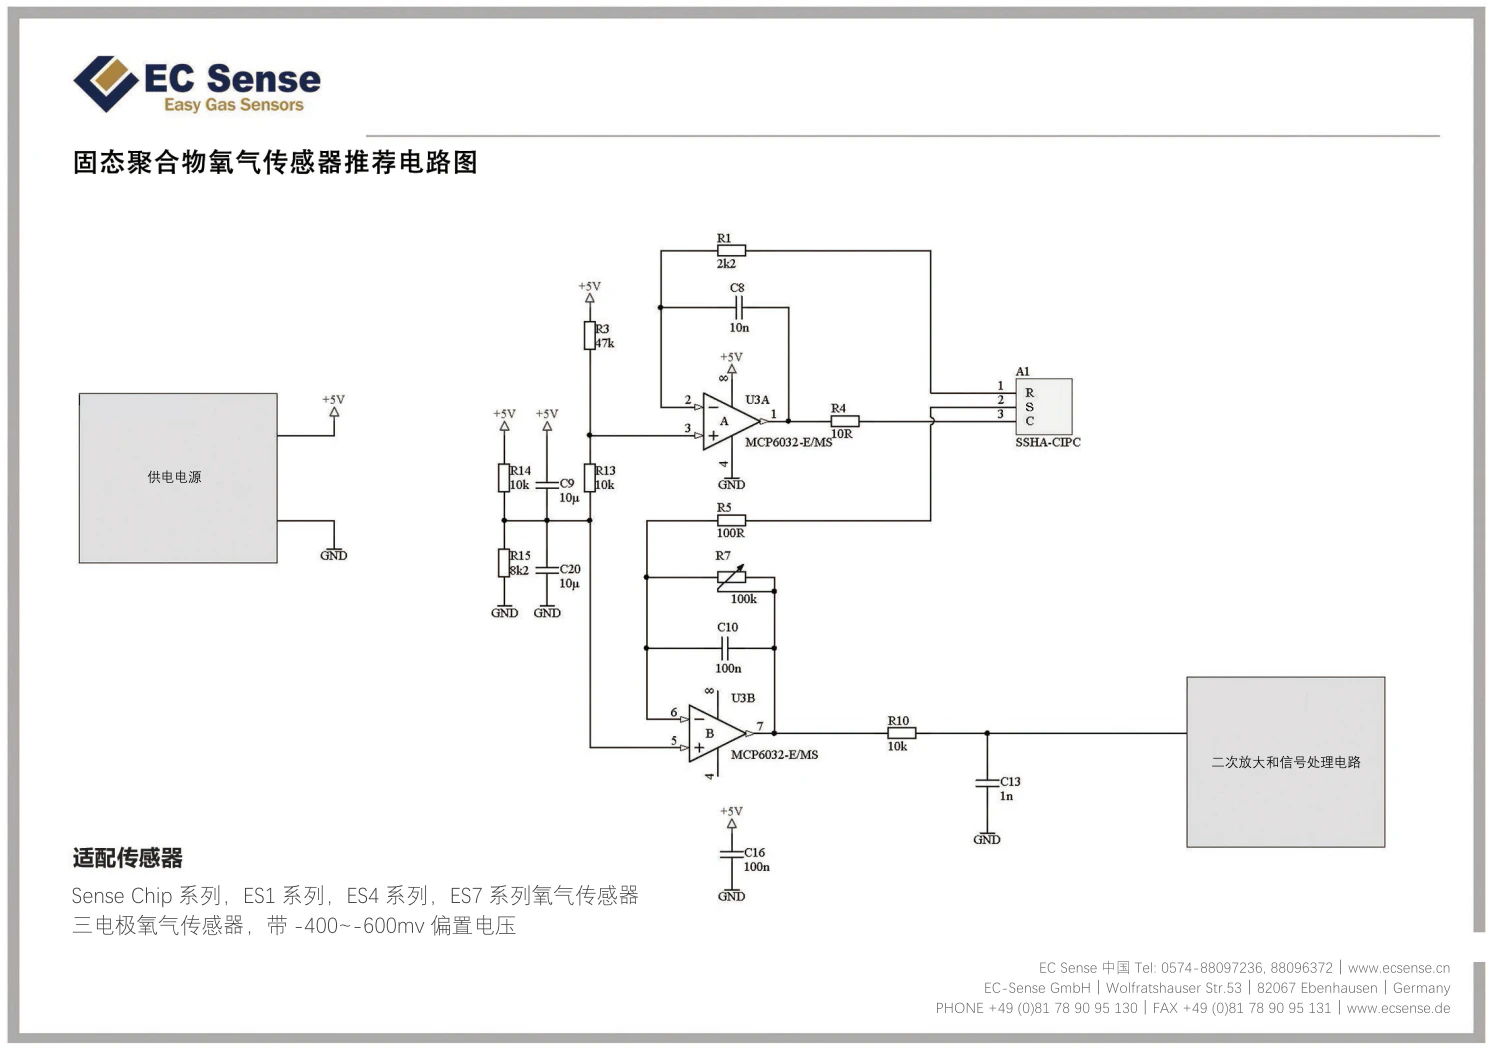 EC Sense
Easy Gas Sensors
固态聚合物氧气传感器推荐电路图
R1
2k2
C8
10n
+5V
R3
47k
+5V
8
U3A
2
−
A
3
+
1
MCP6032-E/MS
4
GND
R4
10R
A1
1 R
2 S
3 C
SSHA-CIPC
+5V
供电电源
GND
+5V
+5V
R14
10k
C9
10μ
R13
10k
R15
8k2
C20
10μ
GND
GND
R5
100R
R7
100k
C10
100n
8
U3B
6
−
B
5
+
7
MCP6032-E/MS
4
R10
10k
C13
1n
GND
二次放大和信号处理电路
+5V
C16
100n
GND
适配传感器
Sense Chip 系列，ES1 系列，ES4 系列，ES7 系列氧气传感器
三电极氧气传感器，带 -400~-600mv 偏置电压
EC Sense 中国 Tel: 0574-88097236, 88096372 | www.ecsense.cn
EC-Sense GmbH | Wolfratshauser Str.53 | 82067 Ebenhausen | Germany
PHONE +49 (0)81 78 90 95 130 | FAX +49 (0)81 78 90 95 131 | www.ecsense.de